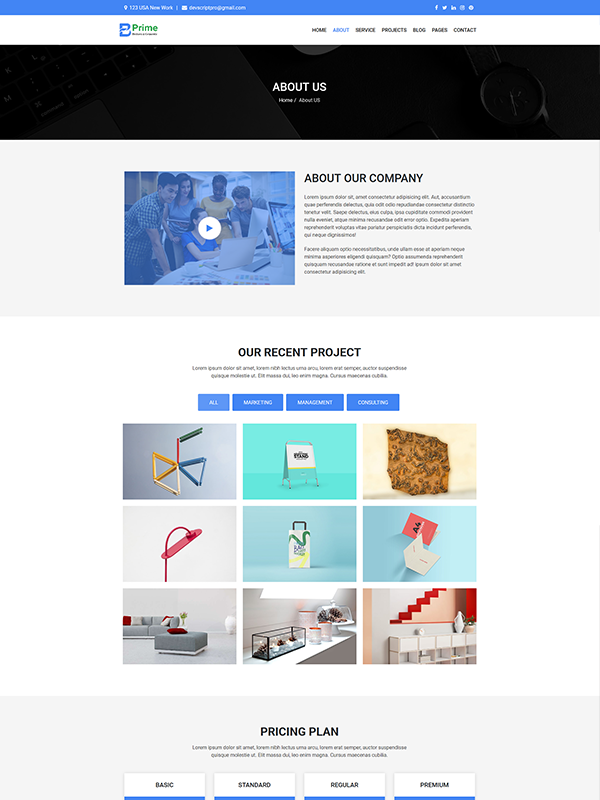 123 USA New Work | devscriptpro@gmail.com
Prime
HOME ABOUT SERVICE PROJECTS BLOG PAGES CONTACT
ABOUT US
Home / About US
ABOUT OUR COMPANY
Lorem ipsum dolor sit, amet consectetur adipisicing elit. Aut, accusantium
quae perferendis delectus, quis odit odio repudiandae consectetur distinctio
tenetur velit. Saepe delectus, eius culpa, ipsa cupiditate commodi provident
nulla eveniet, atque minima recusandae odit error optio. Expedita aperiam
reprehenderit voluptas vitae pariatur perspiciatis dicta incidunt perferendis,
qui neque dignissimos!
Facere aliquam optio necessitatibus, unde ullam esse at aperiam neque
minima asperiores eligendi quisquam? Optio assumenda reprehenderit
quisquam recusandae ratione et sunt impedit ad! ipsum dolor sit amet
consectetur adipisicing elit.
OUR RECENT PROJECT
Lorem ipsum dolor sit amet, lorem nibh lectus urna arcu, lorem elit diam suspendisse
quisque molestie ut. Elit massa dui, leo enim magna. Cursus maecenas cubilia.
ALL MARKETING MANAGEMENT CONSULTING
STAND
A4
PRICING PLAN
Lorem ipsum dolor sit amet, lorem nibh lectus urna arcu, lorem elit diam suspendisse
quisque molestie ut. Elit massa dui, leo enim magna. Cursus maecenas cubilia.
BASIC STANDARD REGULAR PREMIUM